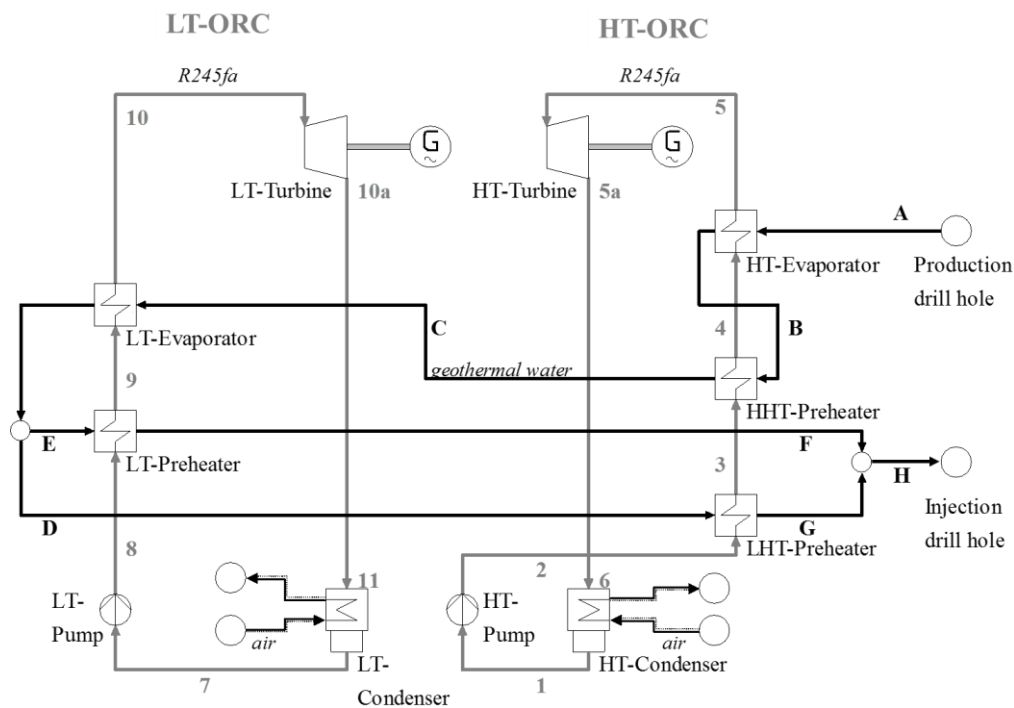 LT-ORC
HT-ORC
R245fa
R245fa
10
5
G
~
G
~
LT-Turbine
10a
HT-Turbine
5a
A
HT-Evaporator
Production
drill hole
C
4
B
LT-Evaporator
geothermal water
9
HHT-Preheater
E
LT-Preheater
F
3
H
Injection
drill hole
D
G
LHT-Preheater
8
2
11
6
LT-
Pump
HT-
Pump
air
air
LT-
Condenser
HT-Condenser
7
1